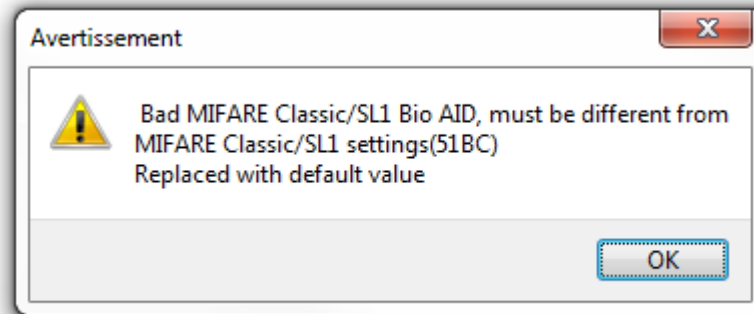 Avertissement
Bad MIFARE Classic/SL1 Bio AID, must be different from
MIFARE Classic/SL1 settings(51BC)
Replaced with default value
OK